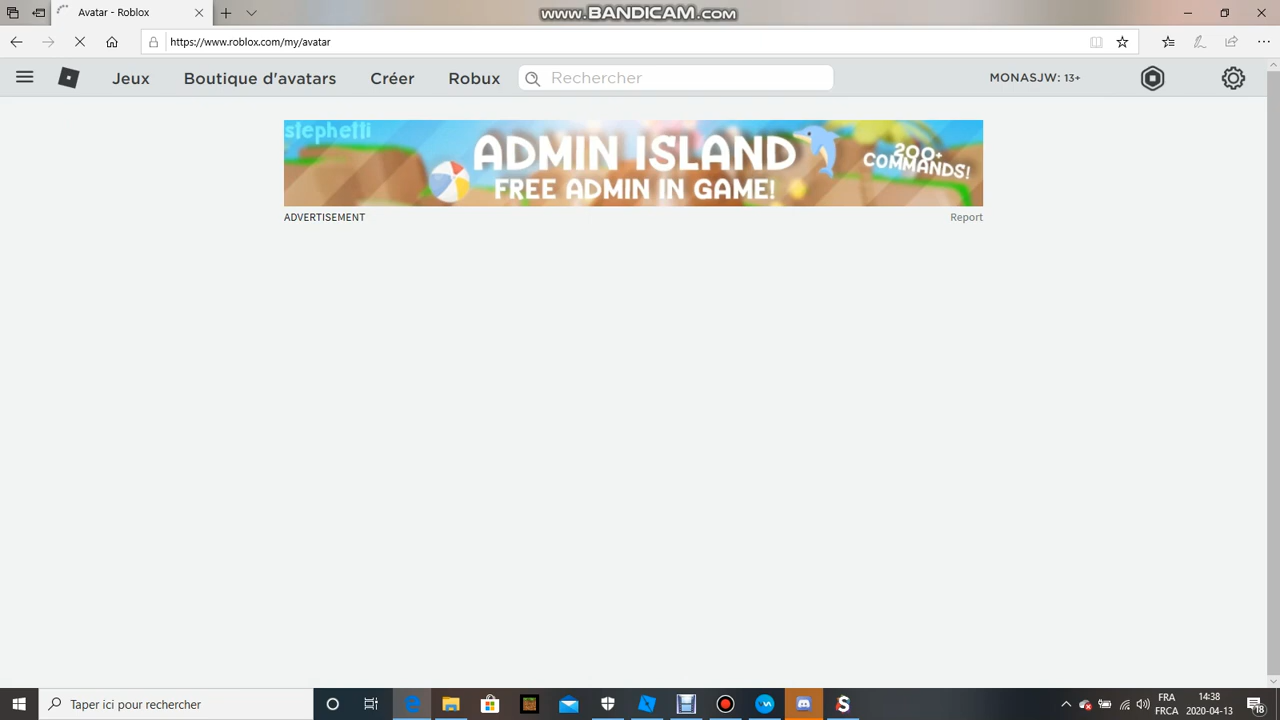 Avatar - Roblox
www.BANDICAM.com
https://www.roblox.com/my/avatar
Jeux
Boutique d'avatars
Créer
Robux
Rechercher
MONASJW: 13+
stephetti
ADMIN ISLAND
FREE ADMIN IN GAME!
200+
COMMANDS!
ADVERTISEMENT
Report
Taper ici pour rechercher
FRA
FRCA
14:38
2020-04-13
18